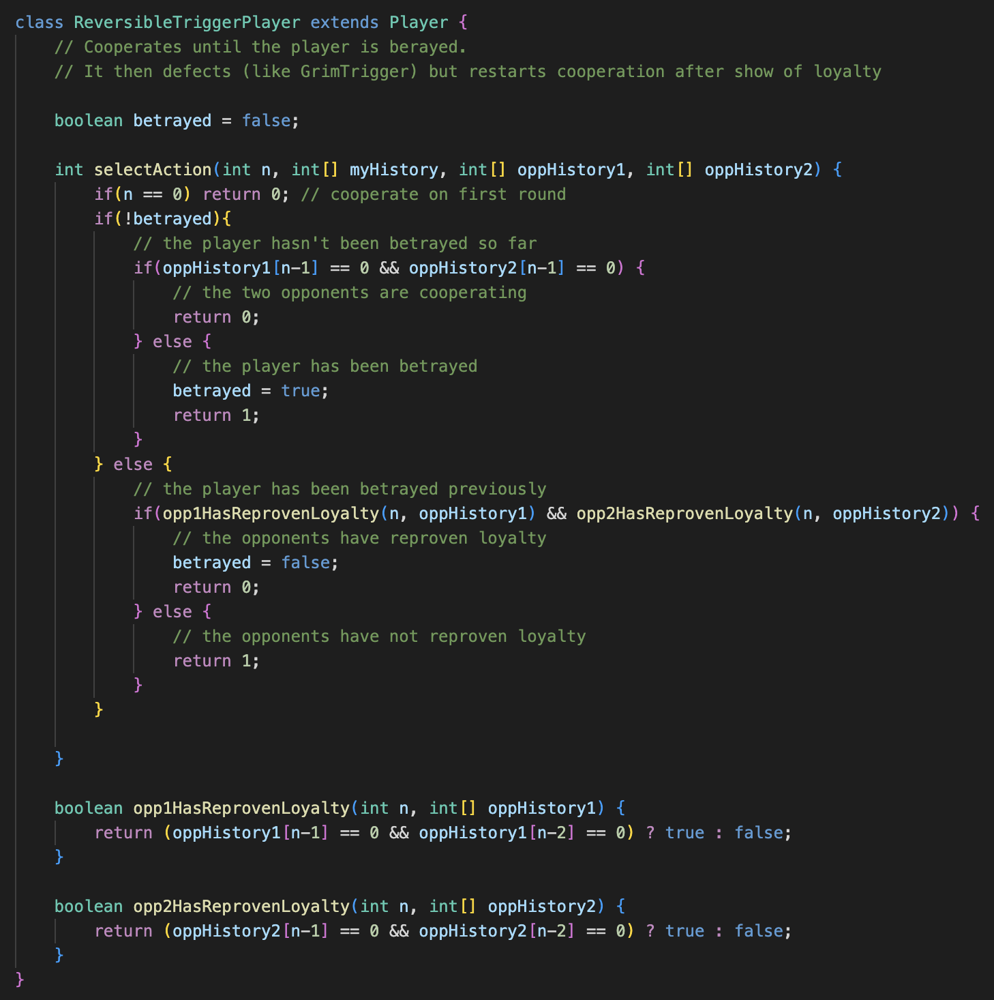 class ReversibleTriggerPlayer extends Player {
    // Cooperates until the player is berayed.
    // It then defects (like GrimTrigger) but restarts cooperation after show of loyalty

    boolean betrayed = false;

    int selectAction(int n, int[] myHistory, int[] oppHistory1, int[] oppHistory2) {
        if(n == 0) return 0; // cooperate on first round
        if(!betrayed){
            // the player hasn't been betrayed so far
            if(oppHistory1[n-1] == 0 && oppHistory2[n-1] == 0) {
                // the two opponents are cooperating
                return 0;
            } else {
                // the player has been betrayed
                betrayed = true;
                return 1;
            }
        } else {
            // the player has been betrayed previously
            if(opp1HasReprovenLoyalty(n, oppHistory1) && opp2HasReprovenLoyalty(n, oppHistory2)) {
                // the opponents have reproven loyalty
                betrayed = false;
                return 0;
            } else {
                // the opponents have not reproven loyalty
                return 1;
            }
        }

    }

    boolean opp1HasReprovenLoyalty(int n, int[] oppHistory1) {
        return (oppHistory1[n-1] == 0 && oppHistory1[n-2] == 0) ? true : false;
    }

    boolean opp2HasReprovenLoyalty(int n, int[] oppHistory2) {
        return (oppHistory2[n-1] == 0 && oppHistory2[n-2] == 0) ? true : false;
    }
}